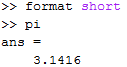 >> format short
>> pi
ans =
    3.1416